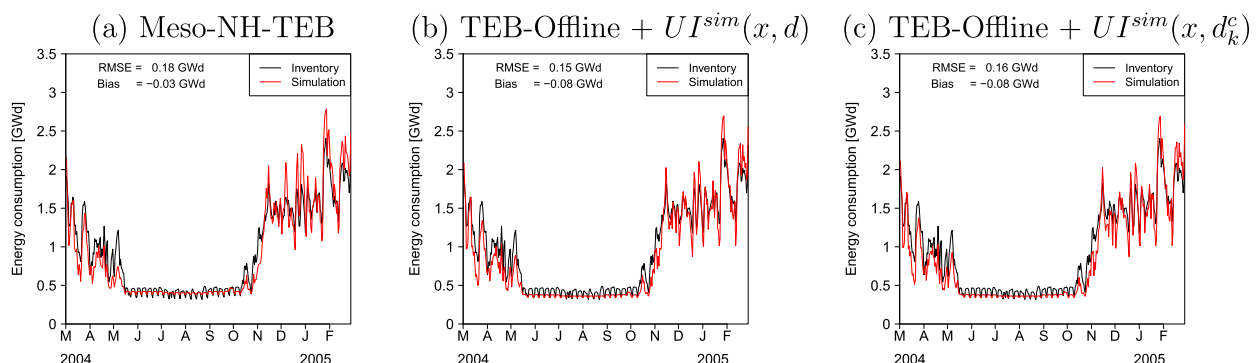 (a) Meso-NH-TEB
(b) TEB-Offline + UI^{sim}(x, d)
(c) TEB-Offline + UI^{sim}(x, d_k^c)
Energy consumption [GWd]
3.5
3
2.5
2
1.5
1
0.5
0
RMSE = 0.18 GWd
Bias = −0.03 GWd
Inventory
Simulation
M A M J J A S O N D J F
2004 2005
Energy consumption [GWd]
3.5
3
2.5
2
1.5
1
0.5
0
RMSE = 0.15 GWd
Bias = −0.08 GWd
Inventory
Simulation
M A M J J A S O N D J F
2004 2005
Energy consumption [GWd]
3.5
3
2.5
2
1.5
1
0.5
0
RMSE = 0.16 GWd
Bias = −0.08 GWd
Inventory
Simulation
M A M J J A S O N D J F
2004 2005